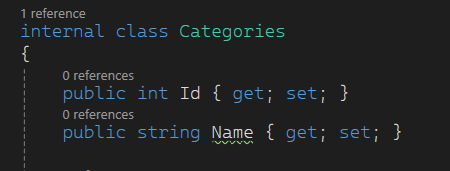 1 reference
internal class Categories
{
0 references
public int Id { get; set; }
0 references
public string Name { get; set; }